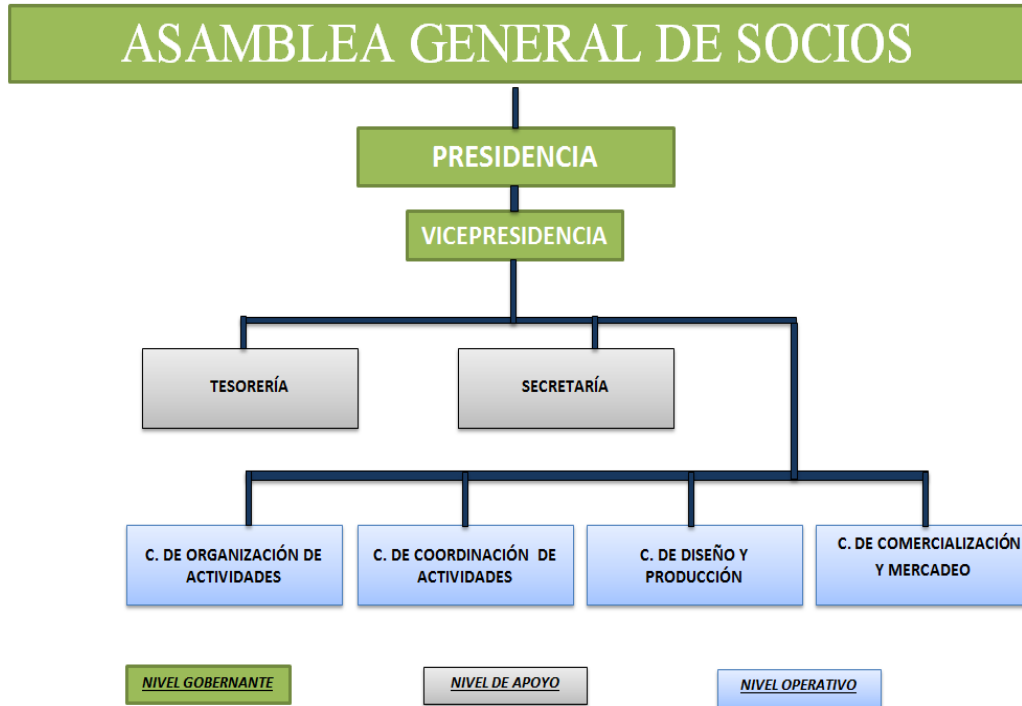 ASAMBLEA GENERAL DE SOCIOS
PRESIDENCIA
VICEPRESIDENCIA
TESORERÍA
SECRETARÍA
C. DE ORGANIZACIÓN DE
ACTIVIDADES
C. DE COORDINACIÓN DE
ACTIVIDADES
C. DE DISEÑO Y
PRODUCCIÓN
C. DE COMERCIALIZACIÓN
Y MERCADEO
NIVEL GOBERNANTE
NIVEL DE APOYO
NIVEL OPERATIVO